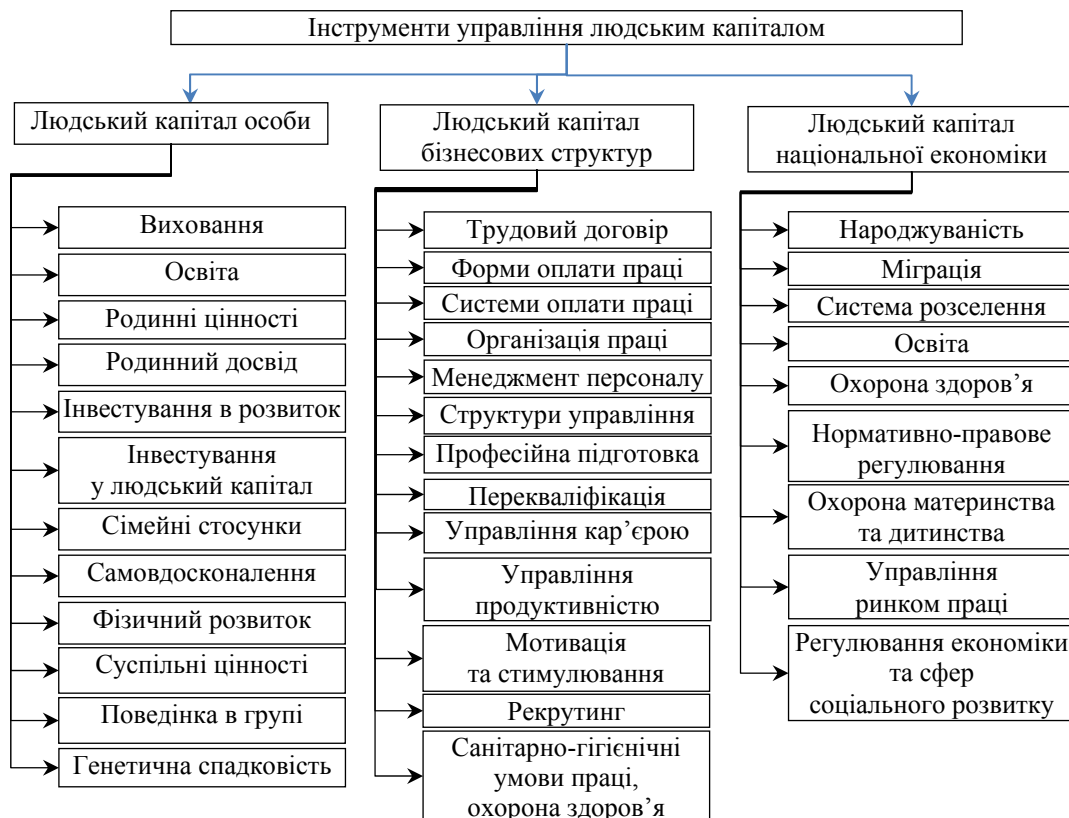 Інструменти управління людським капіталом
Людський капітал особи
Виховання
Освіта
Родинні цінності
Родинний досвід
Інвестування в розвиток
Інвестування
у людський капітал
Сімейні стосунки
Самовдосконалення
Фізичний розвиток
Суспільні цінності
Поведінка в групі
Генетична спадковість
Людський капітал
бізнесових структур
Трудовий договір
Форми оплати праці
Системи оплати праці
Організація праці
Менеджмент персоналу
Структури управління
Професійна підготовка
Перекваліфікація
Управління кар’єрою
Управління
продуктивністю
Мотивація
та стимулювання
Рекрутинг
Санітарно-гігієнічні
умови праці,
охорона здоров’я
Людський капітал
національної економіки
Народжуваність
Міграція
Система розселення
Освіта
Охорона здоров’я
Нормативно-правове
регулювання
Охорона материнства
та дитинства
Управління
ринком праці
Регулювання економіки
та сфер
соціального розвитку